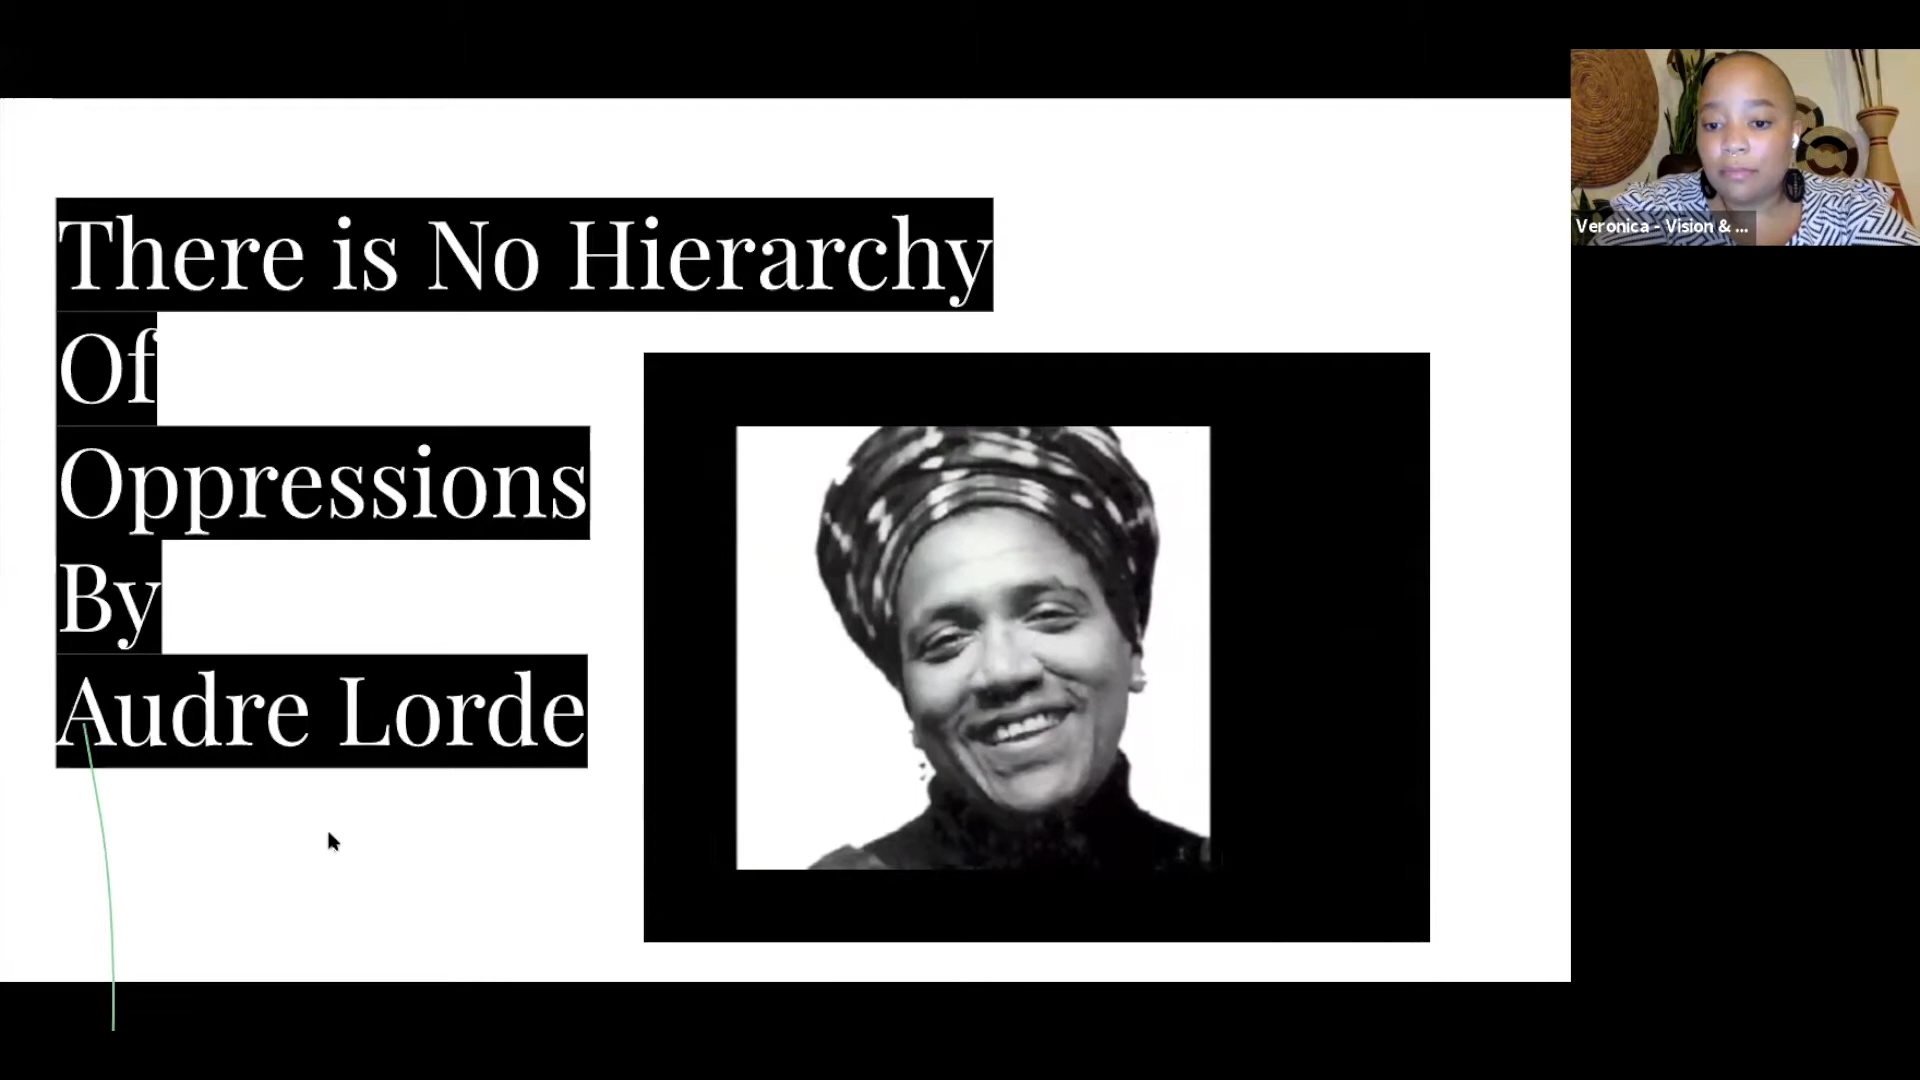 There is No Hierarchy
Of
Oppressions
By
Audre Lorde
Veronica - Vision & ...